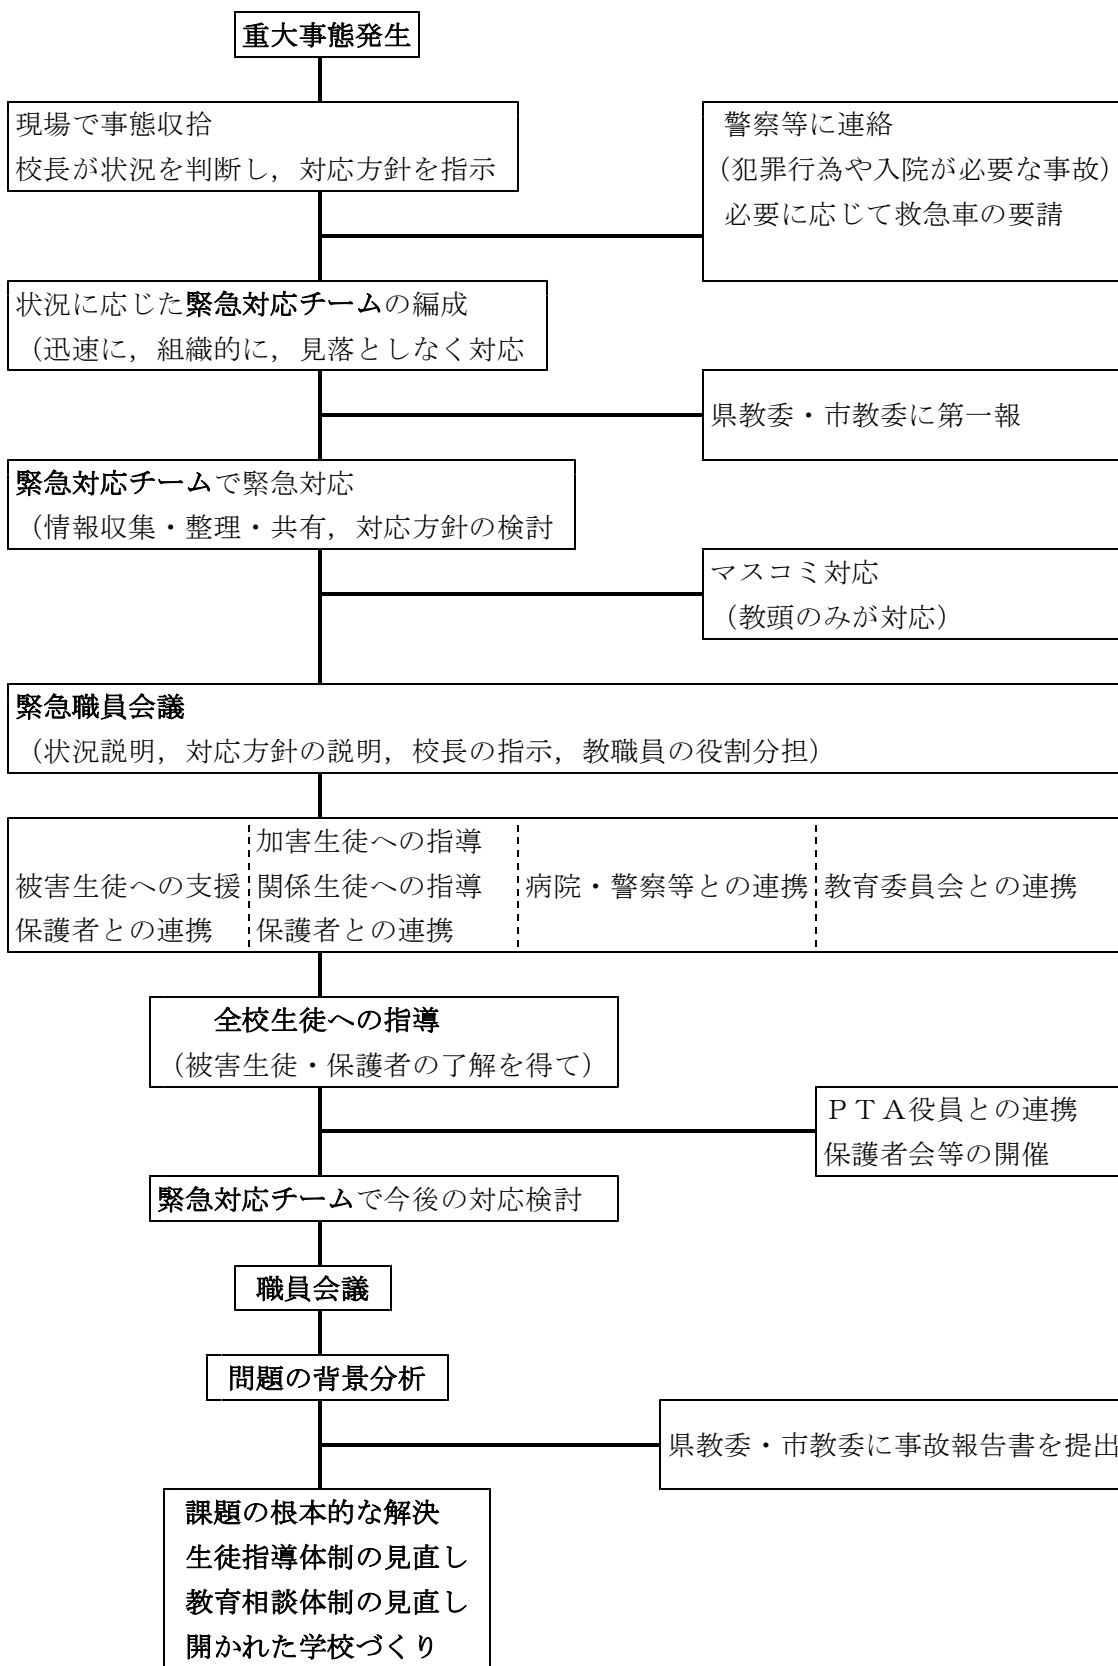 重大事態発生
現場で事態収拾
校長が状況を判断し，対応方針を指示
警察等に連絡
（犯罪行為や入院が必要な事故）
必要に応じて救急車の要請
状況に応じた緊急対応チームの編成
（迅速に，組織的に，見落としなく対応
県教委・市教委に第一報
緊急対応チームで緊急対応
（情報収集・整理・共有，対応方針の検討
マスコミ対応
（教頭のみが対応）
緊急職員会議
（状況説明，対応方針の説明，校長の指示，教職員の役割分担）
被害生徒への支援
保護者との連携
加害生徒への指導
関係生徒への指導
保護者との連携
病院・警察等との連携
教育委員会との連携
全校生徒への指導
（被害生徒・保護者の了解を得て）
ＰＴＡ役員との連携
保護者会等の開催
緊急対応チームで今後の対応検討
職員会議
問題の背景分析
県教委・市教委に事故報告書を提出
課題の根本的な解決
生徒指導体制の見直し
教育相談体制の見直し
開かれた学校づくり